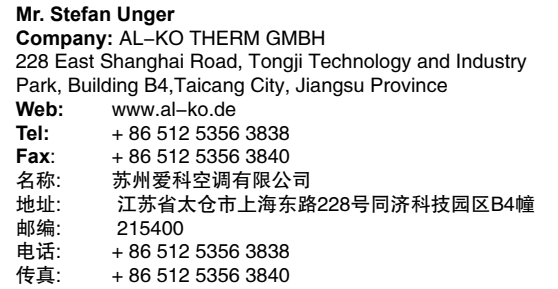 Mr. Stefan Unger
Company: AL-KO THERM GMBH
228 East Shanghai Road, Tongji Technology and Industry
Park, Building B4,Taicang City, Jiangsu Province
Web: www.al-ko.de
Tel: + 86 512 5356 3838
Fax: + 86 512 5356 3840
名称: 苏州爱科空调有限公司
地址: 江苏省太仓市上海东路228号同济科技园区B4幢
邮编: 215400
电话: + 86 512 5356 3838
传真: + 86 512 5356 3840